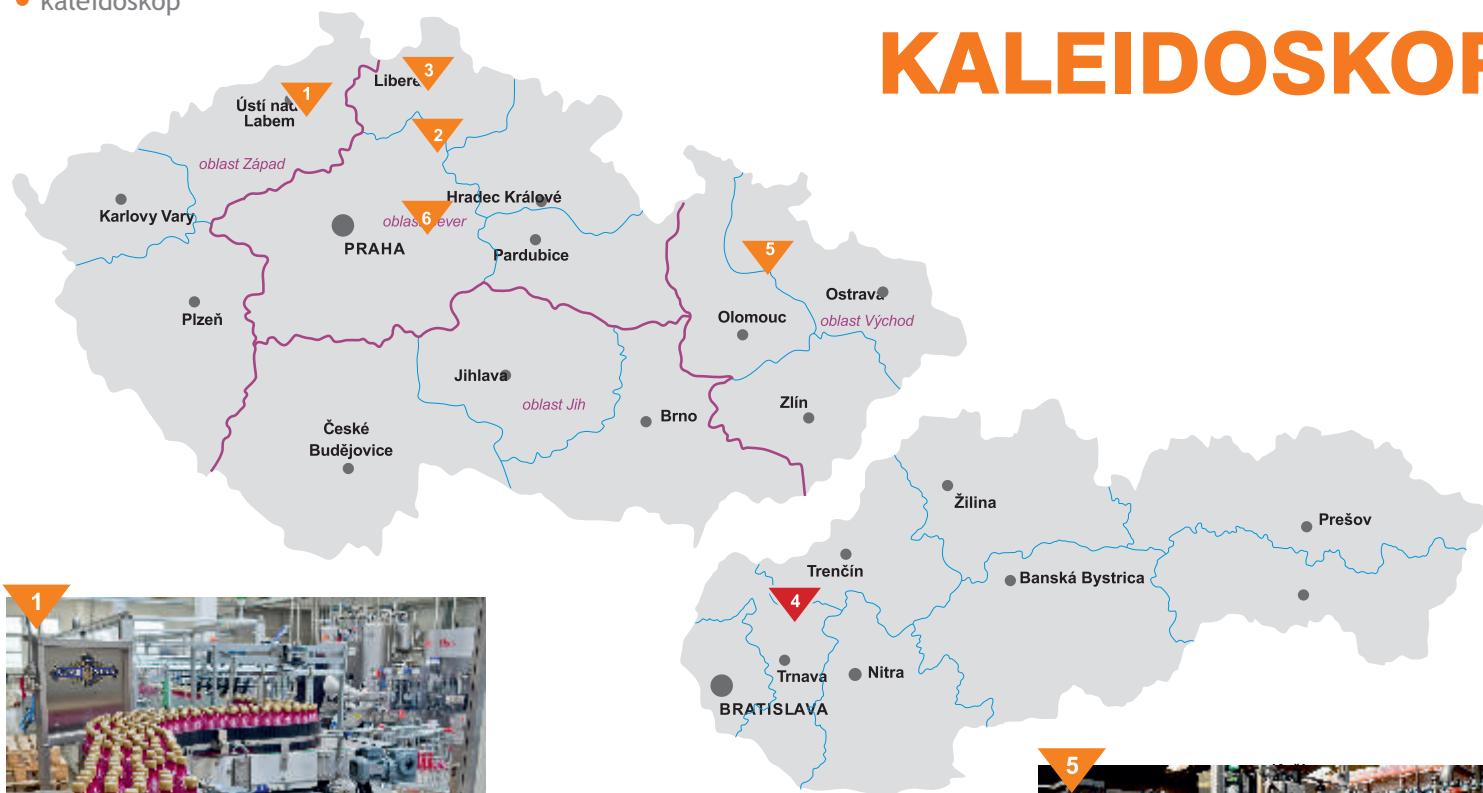 kaleidoskop
KALEIDOSKOP
3
Libere
1
Ústí nad
Labem
2
oblast Západ
Hradec Králové
Karlovy Vary
6
oblast Sever
PRAHA
Pardubice
5
Ostrava
Plzeň
Olomouc
oblast Východ
Jihlava
oblast Jih
Zlín
Brno
České
Budějovice
Žilina
Prešov
Trenčín
Banská Bystrica
1
4
Trnava
Nitra
BRATISLAVA
5